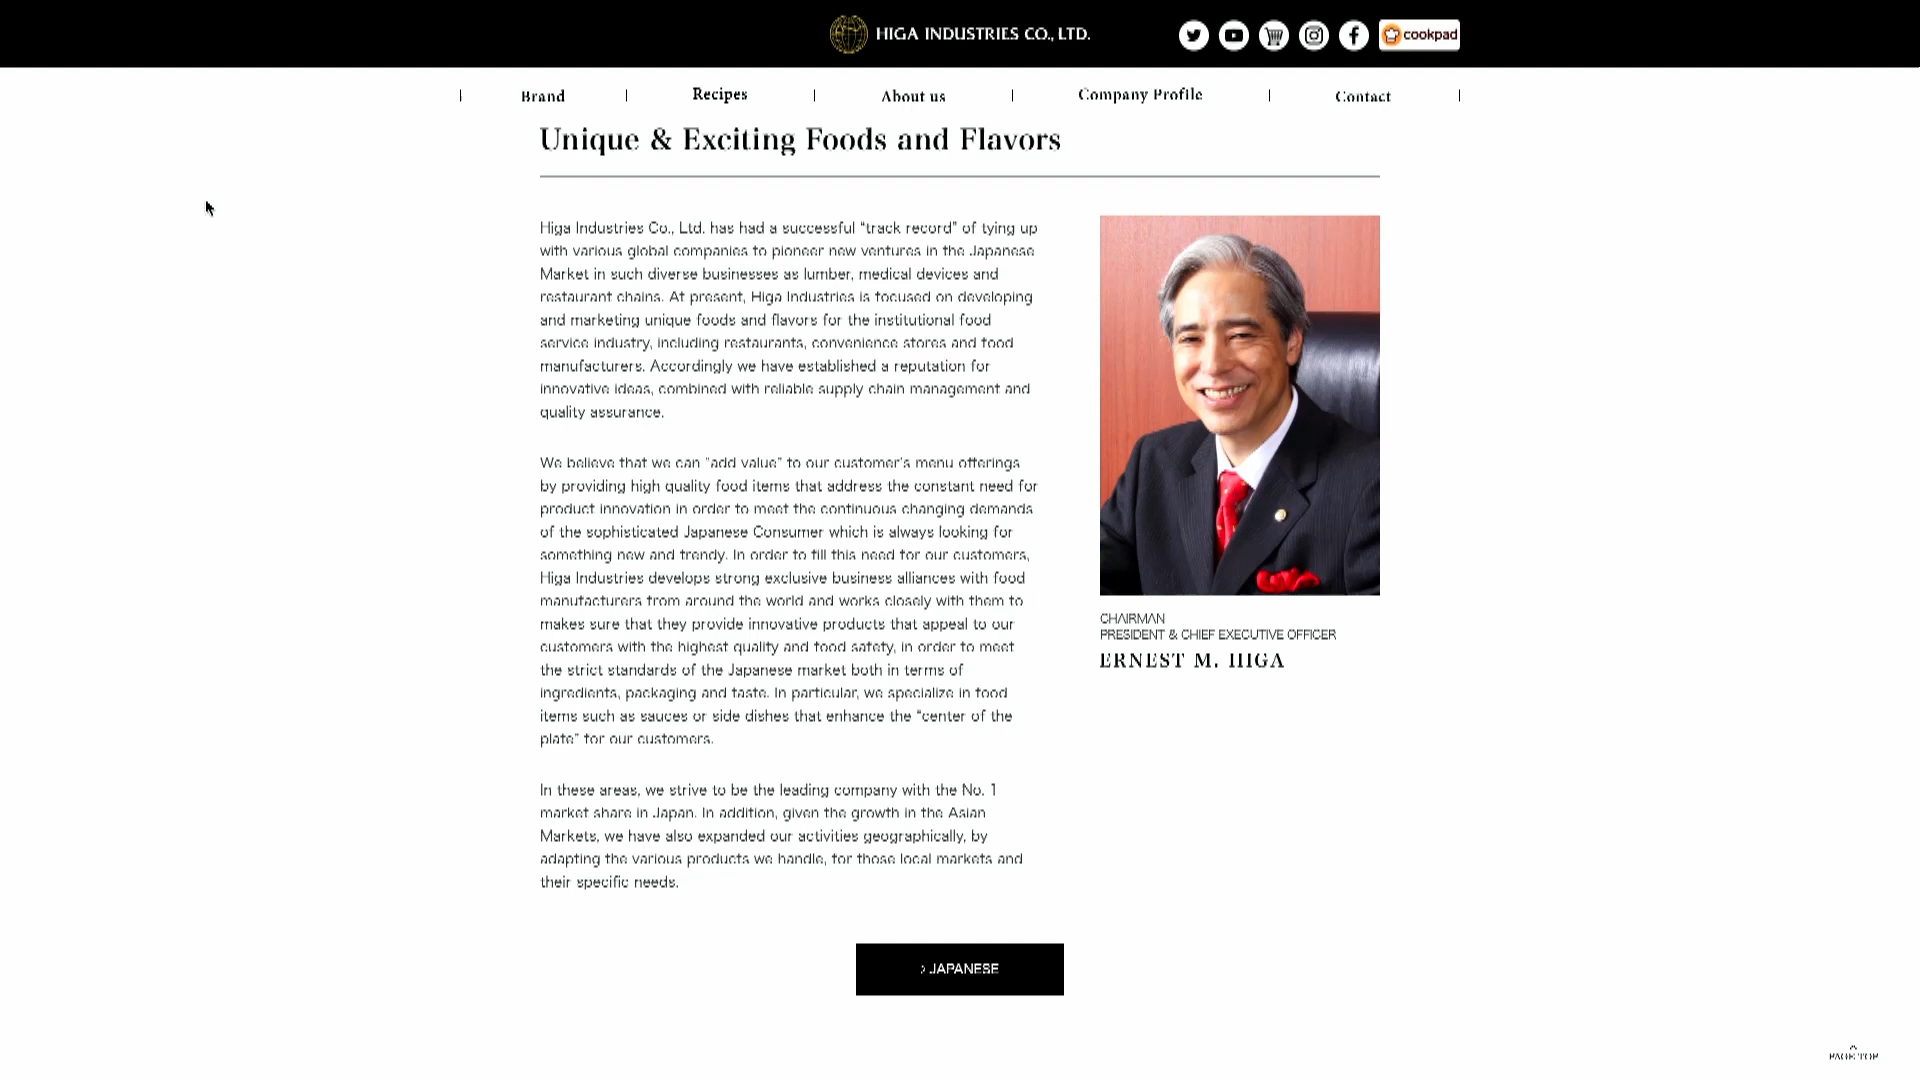 HIGA INDUSTRIES CO., LTD.
cookpad
Brand
Recipes
About us
Company Profile
Contact
Unique & Exciting Foods and Flavors
Higa Industries Co., Ltd. has had a successful “track record” of tying up
with various global companies to pioneer new ventures in the Japanese
Market in such diverse businesses as lumber, medical devices and
restaurant chains. At present, Higa Industries is focused on developing
and marketing unique foods and flavors for the institutional food
service industry, including restaurants, convenience stores and food
manufacturers. Accordingly we have established a reputation for
innovative ideas, combined with reliable supply chain management and
quality assurance.
We believe that we can “add value” to our customer's menu offerings
by providing high quality food items that address the constant need for
product innovation in order to meet the continuous changing demands
of the sophisticated Japanese Consumer which is always looking for
something new and trendy. In order to fill this need for our customers,
Higa Industries develops strong exclusive business alliances with food
manufacturers from around the world and works closely with them to
makes sure that they provide innovative products that appeal to our
customers with the highest quality and food safety, in order to meet
the strict standards of the Japanese market both in terms of
ingredients, packaging and taste. In particular, we specialize in food
items such as sauces or side dishes that enhance the “center of the
plate” for our customers.
In these areas, we strive to be the leading company with the No. 1
market share in Japan. In addition, given the growth in the Asian
Markets, we have also expanded our activities geographically, by
adapting the various products we handle, for those local markets and
their specific needs.
CHAIRMAN
PRESIDENT & CHIEF EXECUTIVE OFFICER
ERNEST M. HIGA
› JAPANESE
PAGE TOP